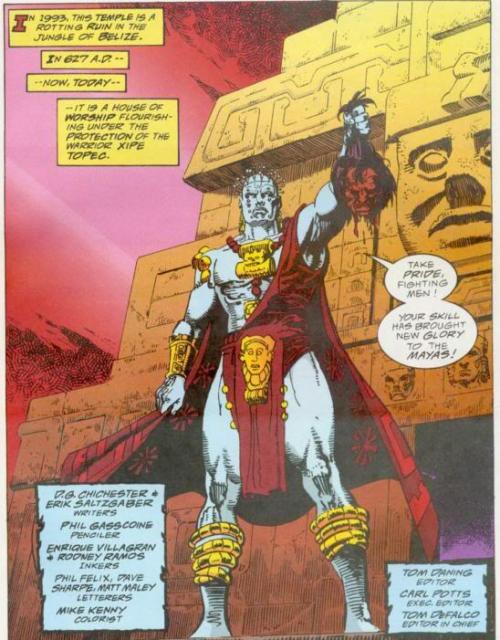 IN 1993, THIS TEMPLE IS A
ROTTING RUIN IN THE
JUNGLE OF BELIZE.
IN 627 A.D. --
--NOW, TODAY--
--IT IS A HOUSE OF
WORSHIP FLOURISH-
ING UNDER THE
PROTECTION OF THE
WARRIOR XIPE
TOPEC.
TAKE
PRIDE,
FIGHTING
MEN!
YOUR SKILL
HAS BROUGHT
NEW GLORY
TO THE
MAYAS!
D.G. CHICHESTER &
ERIK SALTZGABER
WRITERS
PHIL GASSCOINE
PENCILER
ENRIQUE VILLAGRAN
& RODNEY RAMOS
INKERS
PHIL FELIX, DAVE
SHARPE, MATT MALEY
LETTERERS
MIKE KENNY
COLORIST
TOM DANING
EDITOR
CARL POTTS
EXEC. EDITOR
TOM DEFALCO
EDITOR IN CHIEF